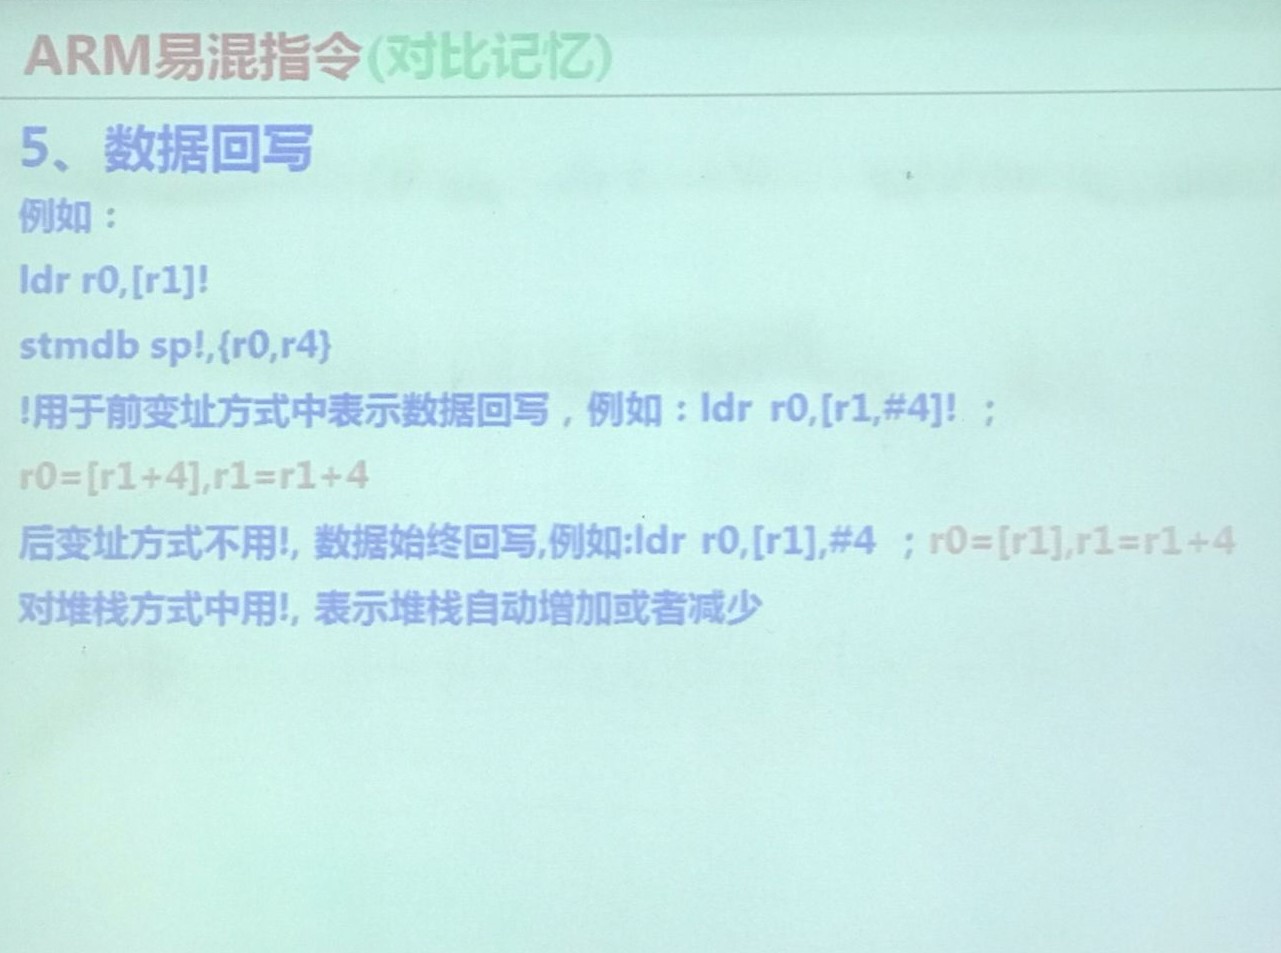 ARM易混指令(对比记忆)
5、数据回写
例如：
ldr r0,[r1]!
stmdb sp!,{r0,r4}
!用于前变址方式中表示数据回写，例如：ldr r0,[r1,#4]! ；
r0=[r1+4],r1=r1+4
后变址方式不用!, 数据始终回写,例如:ldr r0,[r1],#4 ；r0=[r1],r1=r1+4
对堆栈方式中用!, 表示堆栈自动增加或者减少